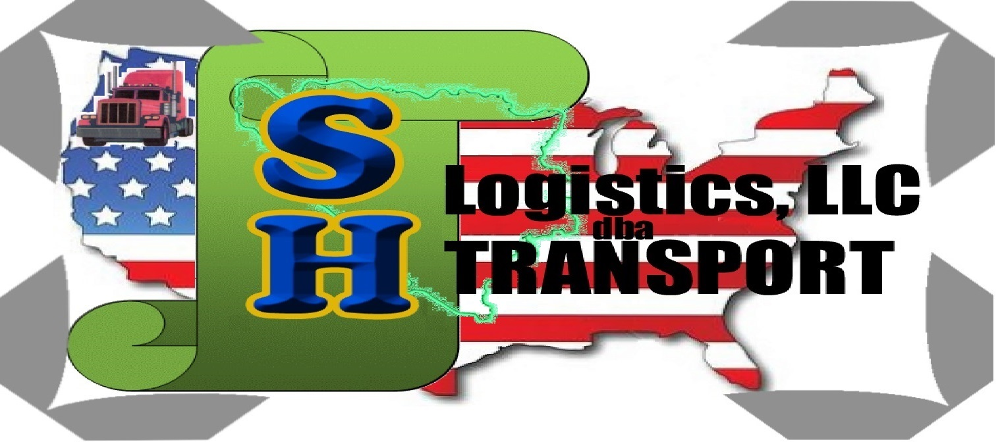 S
H
Logistics, LLC
dba
TRANSPORT